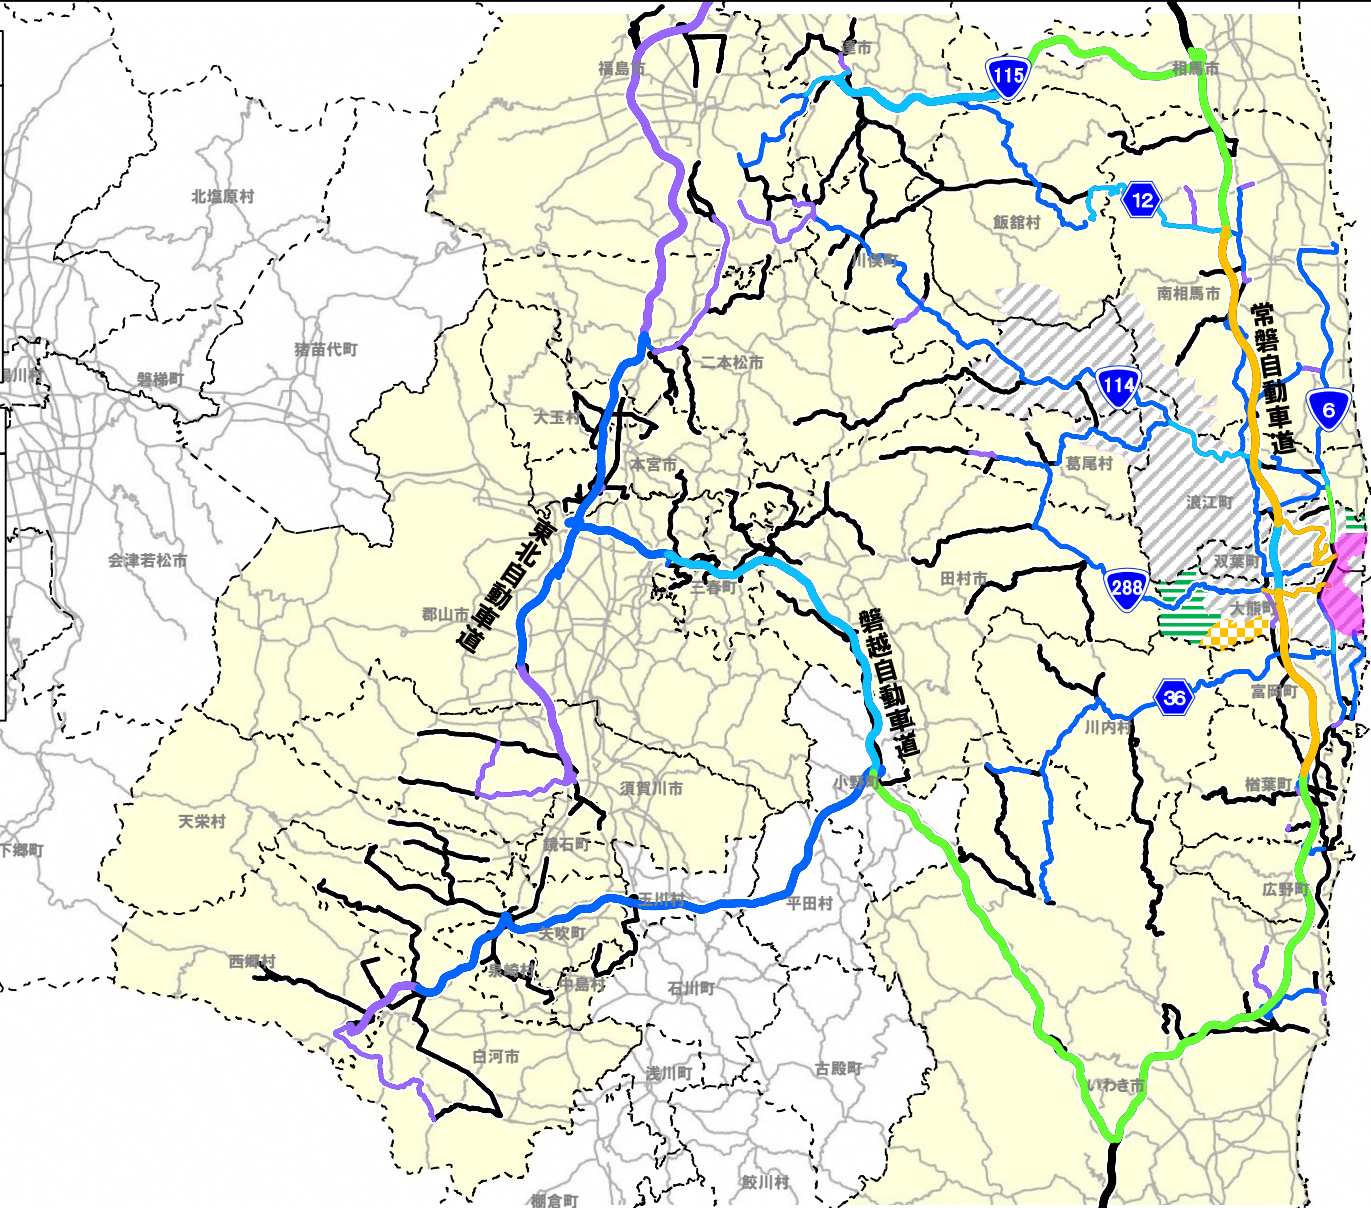 福島市
115
相馬市
北塩原村
12
飯舘村
川俣町
南相馬市
常磐自動車道
猪苗代町
磐梯町
二本松市
114
6
大玉村
本宮市
葛尾村
浪江町
東北自動車道
会津若松市
双葉町
田村市
288
三春町
大熊町
郡山市
磐越自動車道
36
富岡町
川内村
小野町
楢葉町
須賀川市
天栄村
鏡石町
下郷町
広野町
玉川村
平田村
矢吹町
西郷村
泉崎村
中島村
石川町
白河市
浅川町
古殿町
いわき市
鮫川村
棚倉町